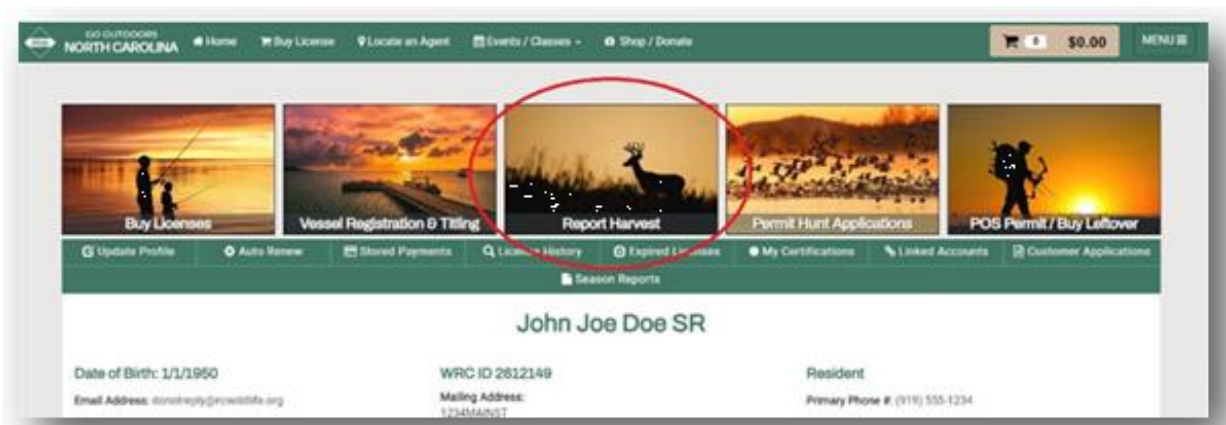 GO OUTDOORS
NORTH CAROLINA Home Buy License Locate an Agent Events / Classes Shop / Donate 0 $0.00 MENU
Buy Licenses Vessel Registration & Titling Report Harvest Permit Hunt Applications POS Permit / Buy Leftover
Update Profile Auto Renew Stored Payments License History Expired Licenses My Certifications Linked Accounts Customer Applications
Season Reports
John Joe Doe SR
Date of Birth: 1/1/1950 WRC ID 2612149 Resident
Email Address: donotreply@ncwildlife.org Mailing Address: Primary Phone #: (919) 555-1234
1234MAINST